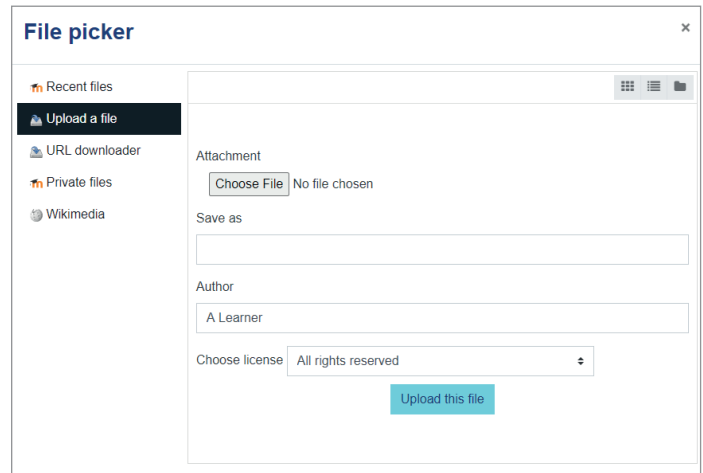 File picker
×
Recent files
Upload a file
URL downloader
Private files
Wikimedia
Attachment
Choose File No file chosen
Save as
Author
A Learner
Choose license All rights reserved
Upload this file